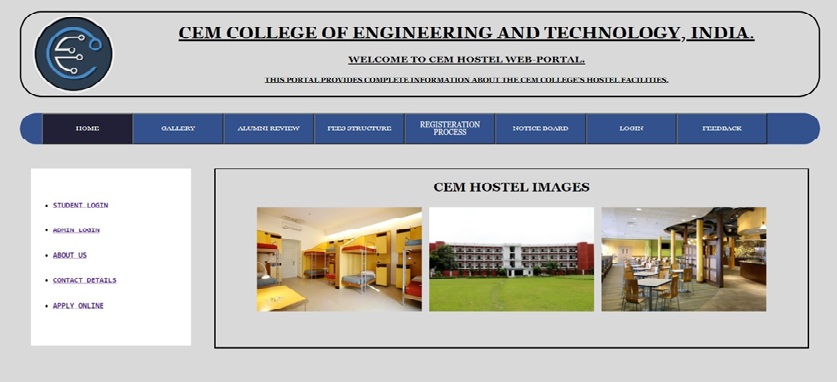 CEM COLLEGE OF ENGINEERING AND TECHNOLOGY, INDIA.
WELCOME TO CEM HOSTEL WEB-PORTAL.
THIS PORTAL PROVIDES COMPLETE INFORMATION ABOUT THE CEM COLLEGE'S HOSTEL FACILITIES.
HOME
GALLERY
ALUMNI REVIEW
FEES STRUCTURE
REGISTERATION
PROCESS
NOTICE BOARD
LOGIN
FEEDBACK
• STUDENT LOGIN
• ADMIN LOGIN
• ABOUT US
• CONTACT DETAILS
• APPLY ONLINE
CEM HOSTEL IMAGES